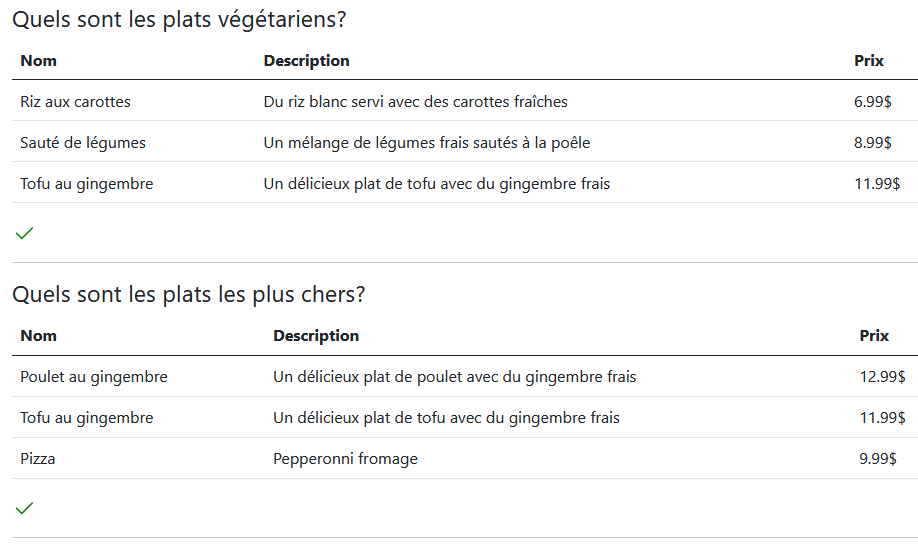 Quels sont les plats végétariens?
Nom Description Prix
Riz aux carottes Du riz blanc servi avec des carottes fraîches 6.99$
Sauté de légumes Un mélange de légumes frais sautés à la poêle 8.99$
Tofu au gingembre Un délicieux plat de tofu avec du gingembre frais 11.99$
Quels sont les plats les plus chers?
Nom Description Prix
Poulet au gingembre Un délicieux plat de poulet avec du gingembre frais 12.99$
Tofu au gingembre Un délicieux plat de tofu avec du gingembre frais 11.99$
Pizza Pepperonni fromage 9.99$